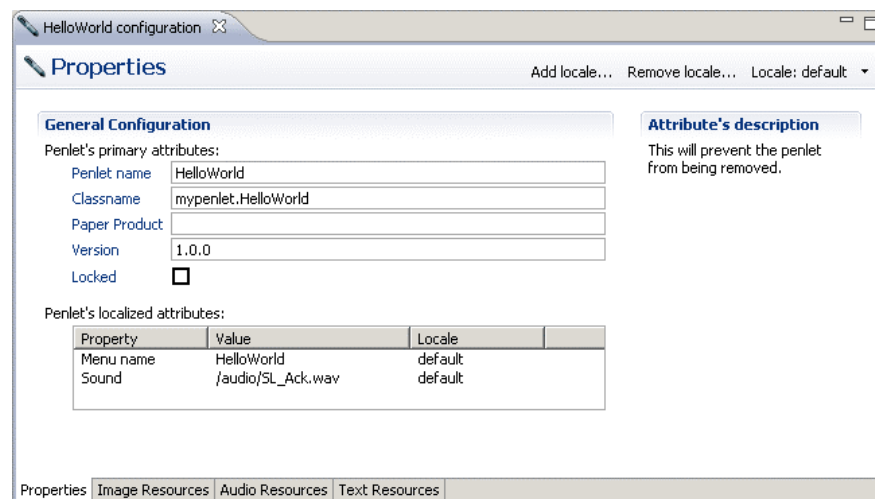 HelloWorld configuration
Properties
Add locale... Remove locale... Locale: default
General Configuration
Penlet's primary attributes:
Penlet name HelloWorld
Classname mypenlet.HelloWorld
Paper Product
Version 1.0.0
Locked
Penlet's localized attributes:
Property Value Locale
Menu name HelloWorld default
Sound /audio/SL_Ack.wav default
Attribute's description
This will prevent the penlet
from being removed.
Properties Image Resources Audio Resources Text Resources